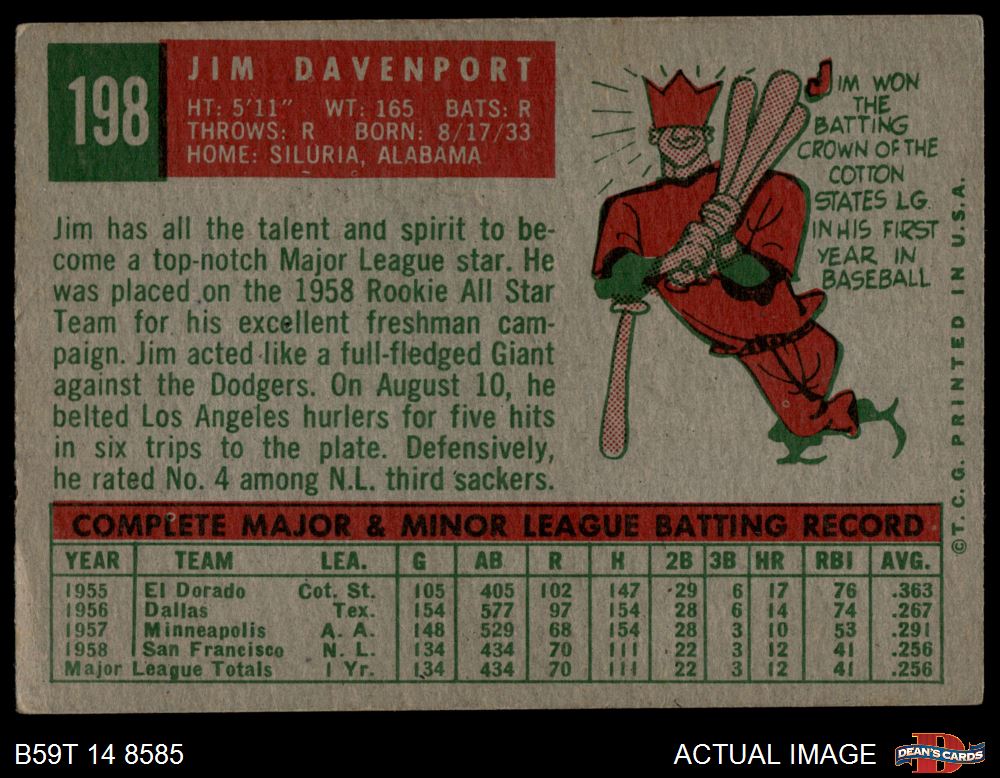 198
JIM DAVENPORT
HT: 5'11" WT: 165 BATS: R
THROWS: R BORN: 8/17/33
HOME: SILURIA, ALABAMA
Jim has all the talent and spirit to be-
come a top-notch Major League star. He
was placed on the 1958 Rookie All Star
Team for his excellent freshman cam-
paign. Jim acted like a full-fledged Giant
against the Dodgers. On August 10, he
belted Los Angeles hurlers for five hits
in six trips to the plate. Defensively,
he rated No. 4 among N.L. third sackers.
JIM WON
THE
BATTING
CROWN OF THE
COTTON
STATES LG.
IN HIS FIRST
YEAR IN
BASEBALL
©T.C.G. PRINTED IN U.S.A.
COMPLETE MAJOR & MINOR LEAGUE BATTING RECORD
YEAR TEAM LEA. G AB R H 2B 3B HR RBI AVG.
1955 El Dorado Cot. St. 105 405 102 147 29 6 17 76 .363
1956 Dallas Tex. 154 577 97 154 28 6 14 74 .267
1957 Minneapolis A. A. 148 529 68 154 28 3 10 53 .291
1958 San Francisco N. L. 134 434 70 111 22 3 12 41 .256
Major League Totals 1 Yr. 134 434 70 111 22 3 12 41 .256
B59T 14 8585
ACTUAL IMAGE
DEAN'S CARDS